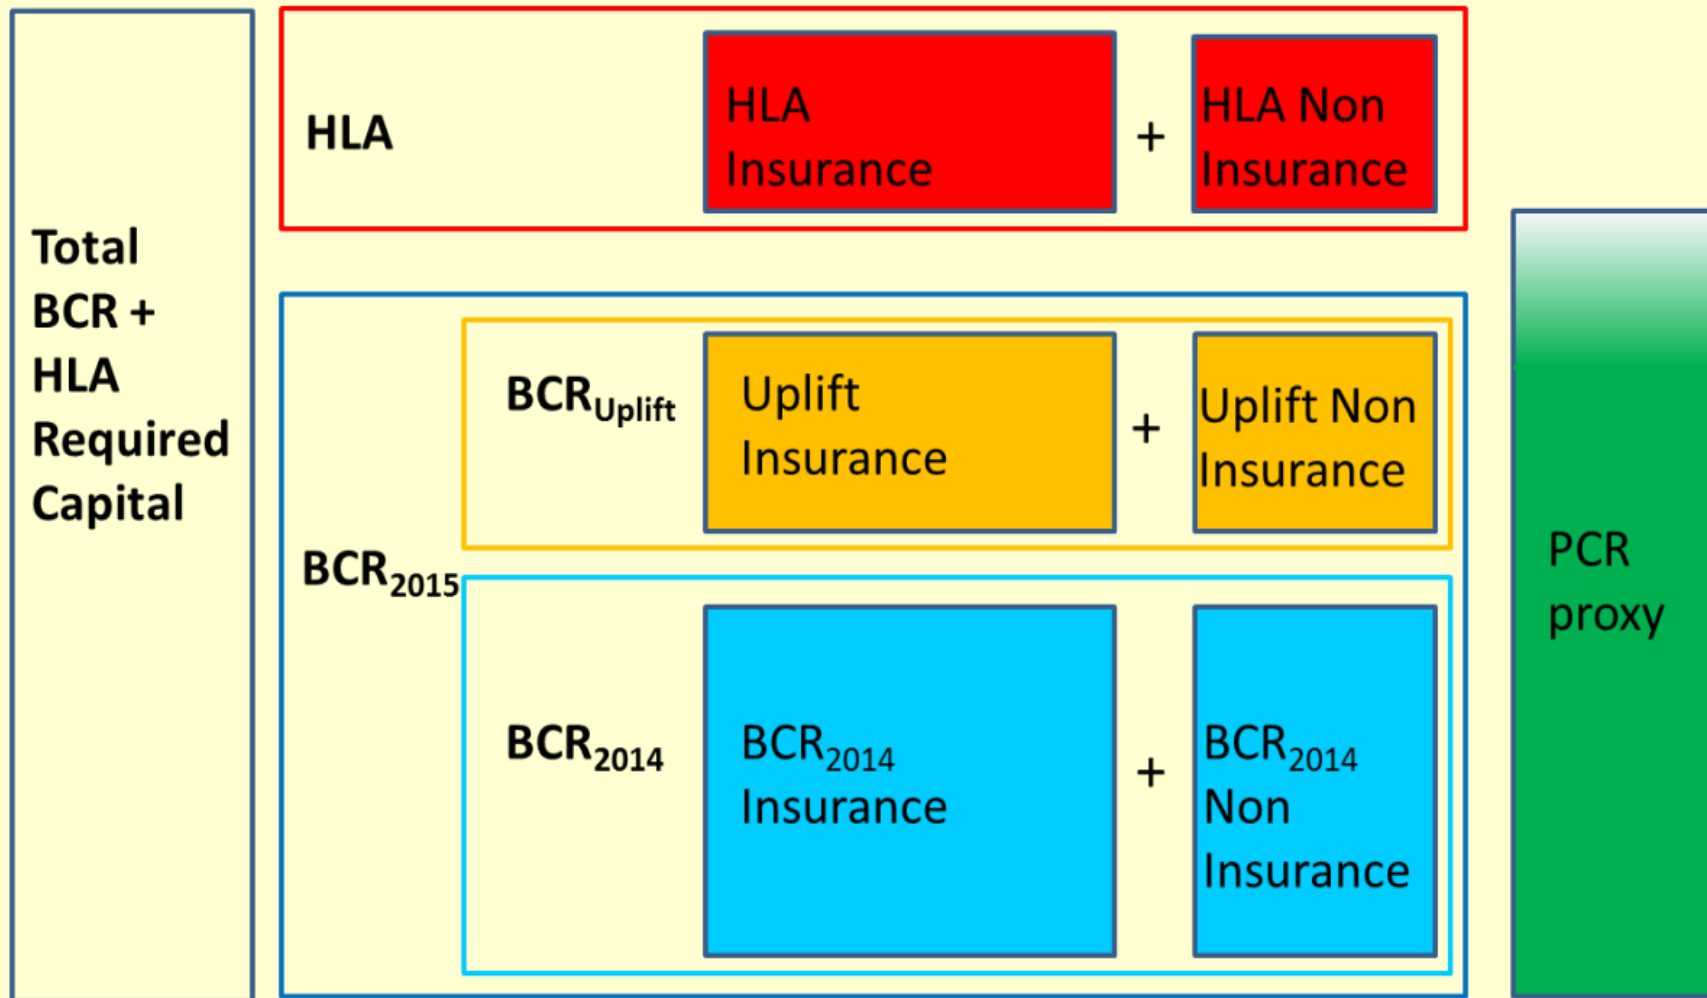 Total
BCR +
HLA
Required
Capital
HLA
HLA
Insurance
+
HLA Non
Insurance
BCR₂₀₁₅
BCR_Uplift
Uplift
Insurance
+
Uplift Non
Insurance
BCR₂₀₁₄
BCR₂₀₁₄
Insurance
+
BCR₂₀₁₄
Non
Insurance
PCR
proxy